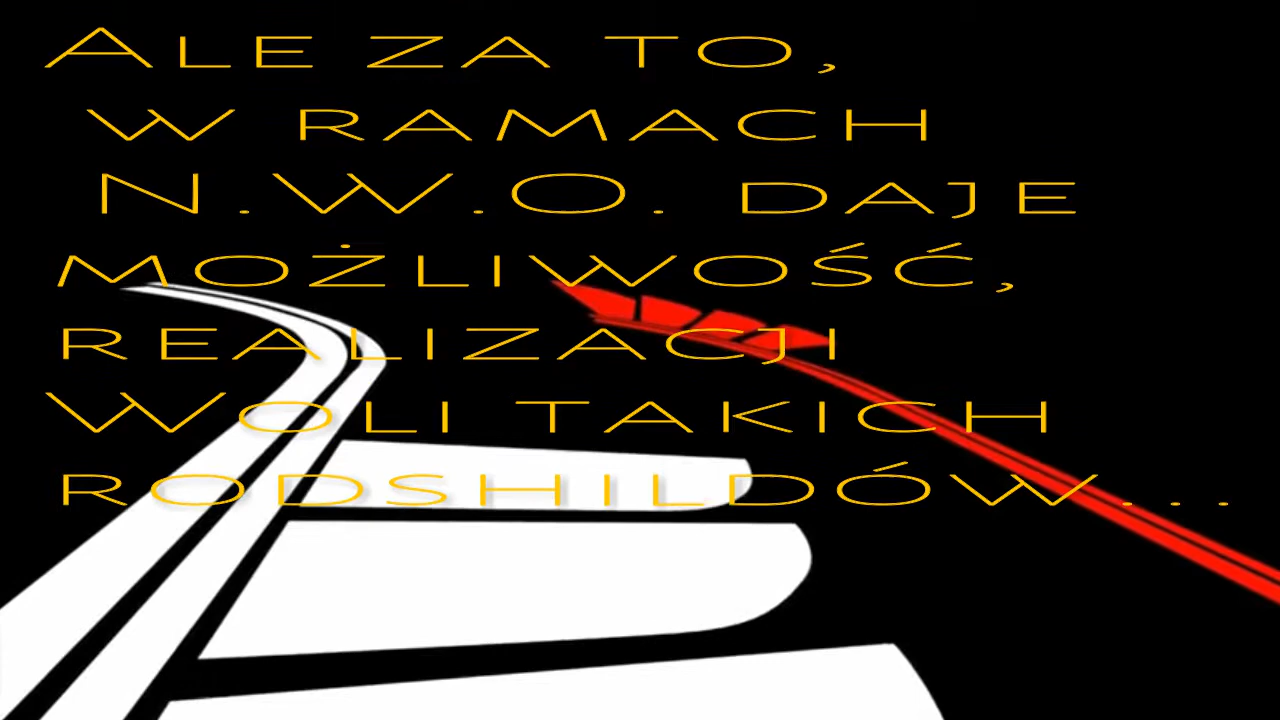 ALE ZA TO,
W RAMACH
N.W.O. DAJE
MOŻLIWOŚĆ,
REALIZACJI
WOLI TAKICH
RODSHILDÓW...